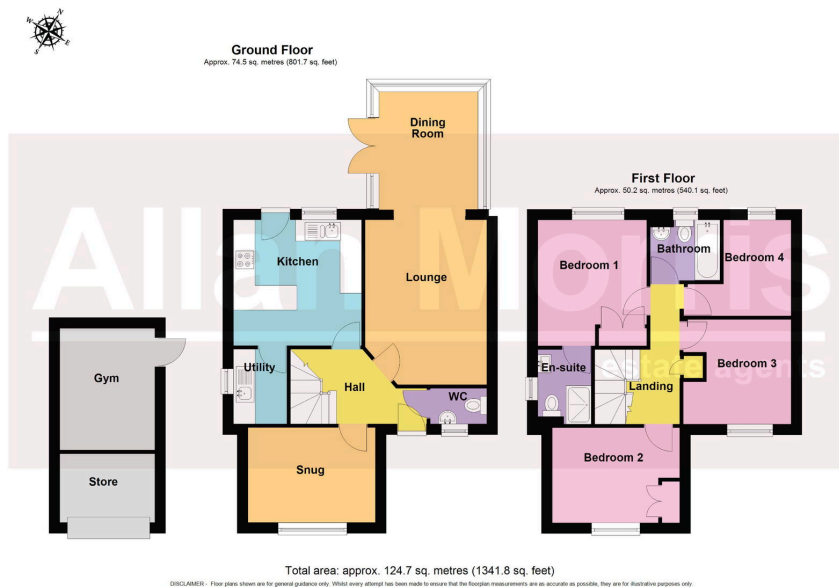 N
W
E
S
Ground Floor
Approx. 74.5 sq. metres (801.7 sq. feet)
Dining
Room
First Floor
Approx. 50.2 sq. metres (540.1 sq. feet)
Allan Morris
estate agents
Kitchen
Lounge
Bedroom 1
Bathroom
Bedroom 4
Gym
Utility
Hall
WC
En-suite
Landing
Bedroom 3
Store
Snug
Bedroom 2
Total area: approx. 124.7 sq. metres (1341.8 sq. feet)
DISCLAIMER - Floor plans shown are for general guidance only. Whilst every attempt has been made to ensure that the floorplan measurements are as accurate as possible, they are for illustrative purposes only.